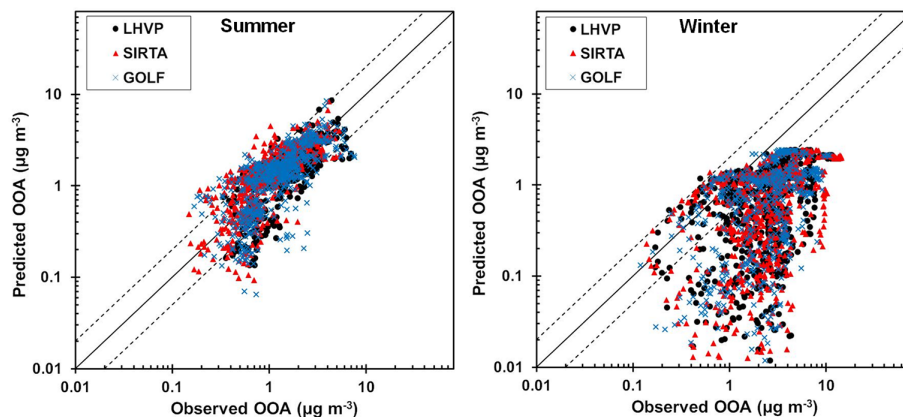 Summer
LHVP
SIRTA
GOLF
10
1
0.1
0.01
0.01
0.1
1
10
Predicted OOA (µg m-3)
Observed OOA (µg m-3)
Winter
LHVP
SIRTA
GOLF
10
1
0.1
0.01
0.01
0.1
1
10
Predicted OOA (µg m-3)
Observed OOA (µg m-3)